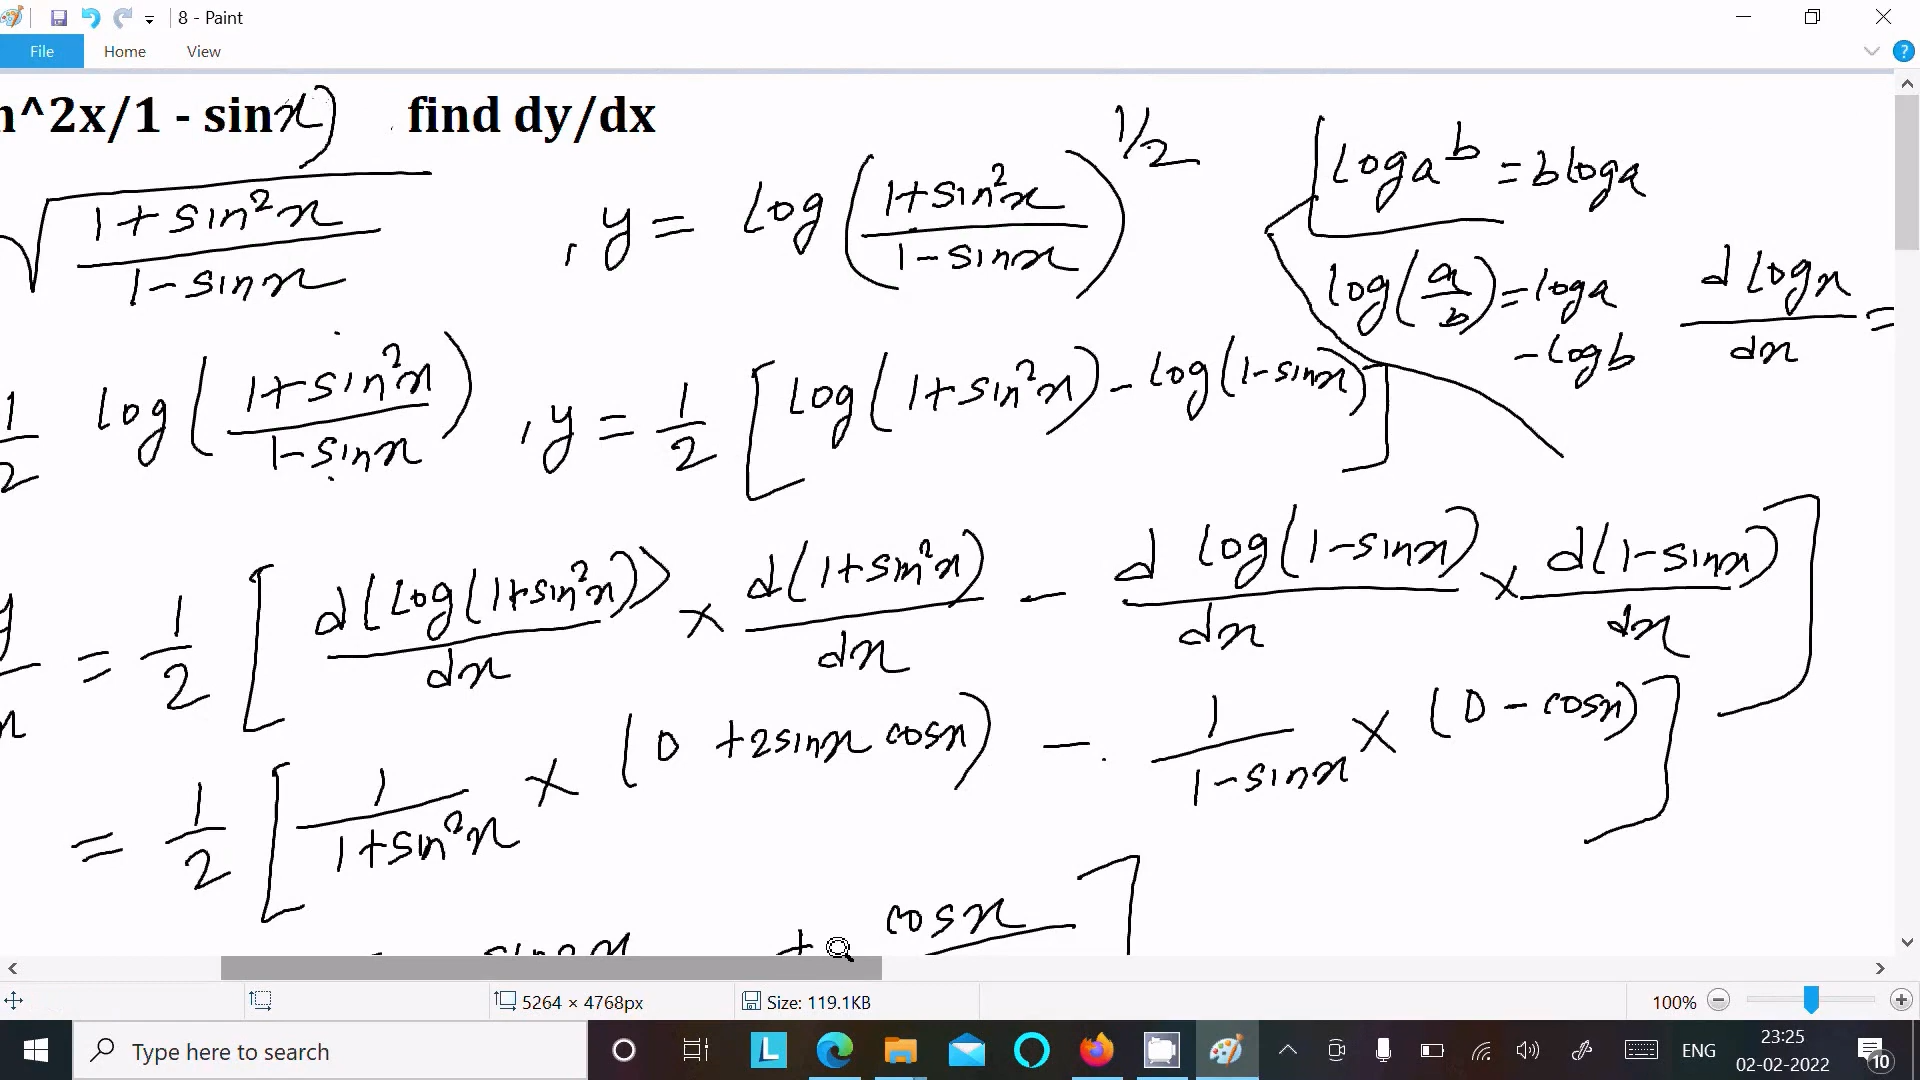 8 - Paint
File Home View
n^2x/1 - sinx) find dy/dx
√(1+sin²x / 1-sinx) , y = log (1+sin²x / 1-sinx)^1/2 [log a^b = b log a
log(a/b) = log a - log b d log x / dx =
1/2 log (1+sin²x / 1-sinx) , y = 1/2 [log(1+sin²x) - log(1-sinx)]
= 1/2 [d(log(1+sin²x)) / dx × d(1+sin²x) / dx - d log(1-sinx) / dx × d(1-sinx) / dx]
= 1/2 [1 / 1+sin²x × (0 + 2sinx cosx) - 1 / 1-sinx × (0 - cosx)]
sin2x + cosx ]
5264 × 4768px Size: 119.1KB 100%
Type here to search ENG 23:25
02-02-2022 10